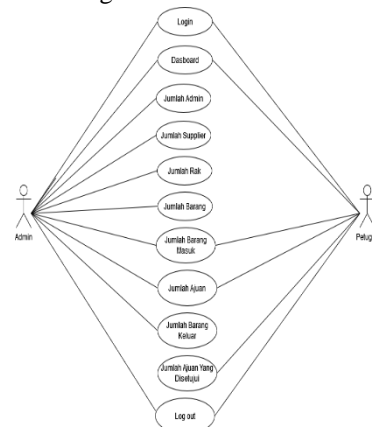 Login
Dasboard
Jumlah Admin
Jumlah Supplier
Jumlah Rak
Jumlah Barang
Admin
Petug
Jumlah Barang
Masuk
Jumlah Ajuan
Jumlah Barang
Keluar
Jumlah Ajuan Yang
Disetujui
Log out